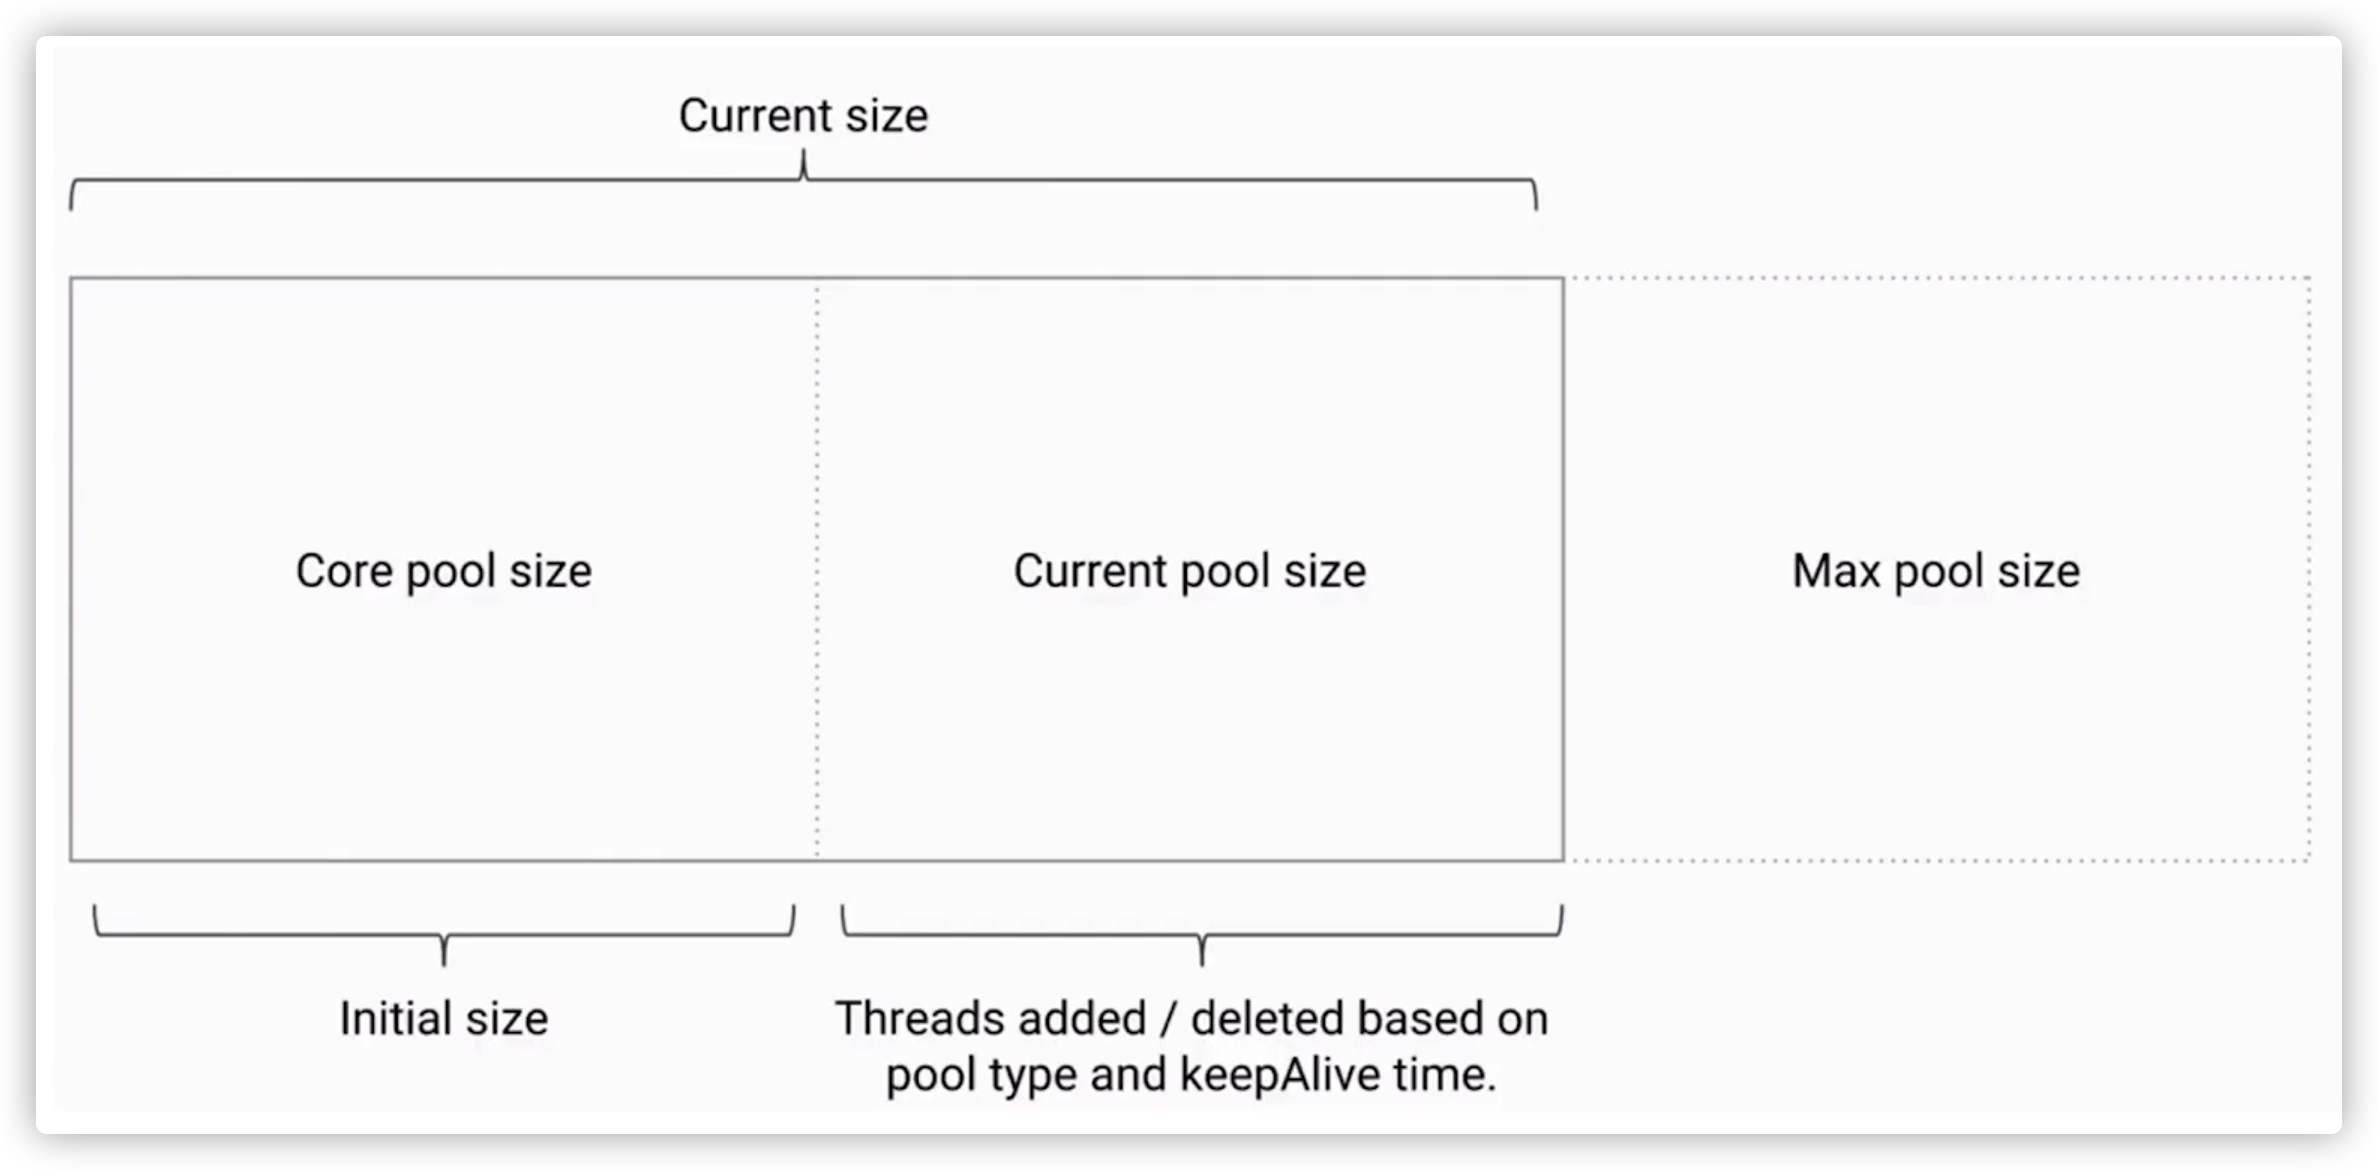 Current size
Core pool size
Current pool size
Max pool size
Initial size
Threads added / deleted based on
pool type and keepAlive time.